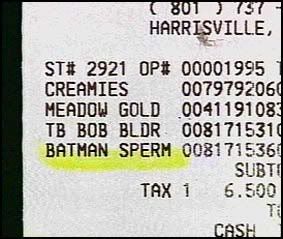 ( 801 ) 737 -
HARRISVILLE,
ST# 2921 OP# 00001995 T
CREAMIES 0079792060
MEADOW GOLD 0041191083
TB BOB BLDR 0081715310
BATMAN SPERM 0081715360
SUBTO
TAX 1 6.500
TO
CASH T